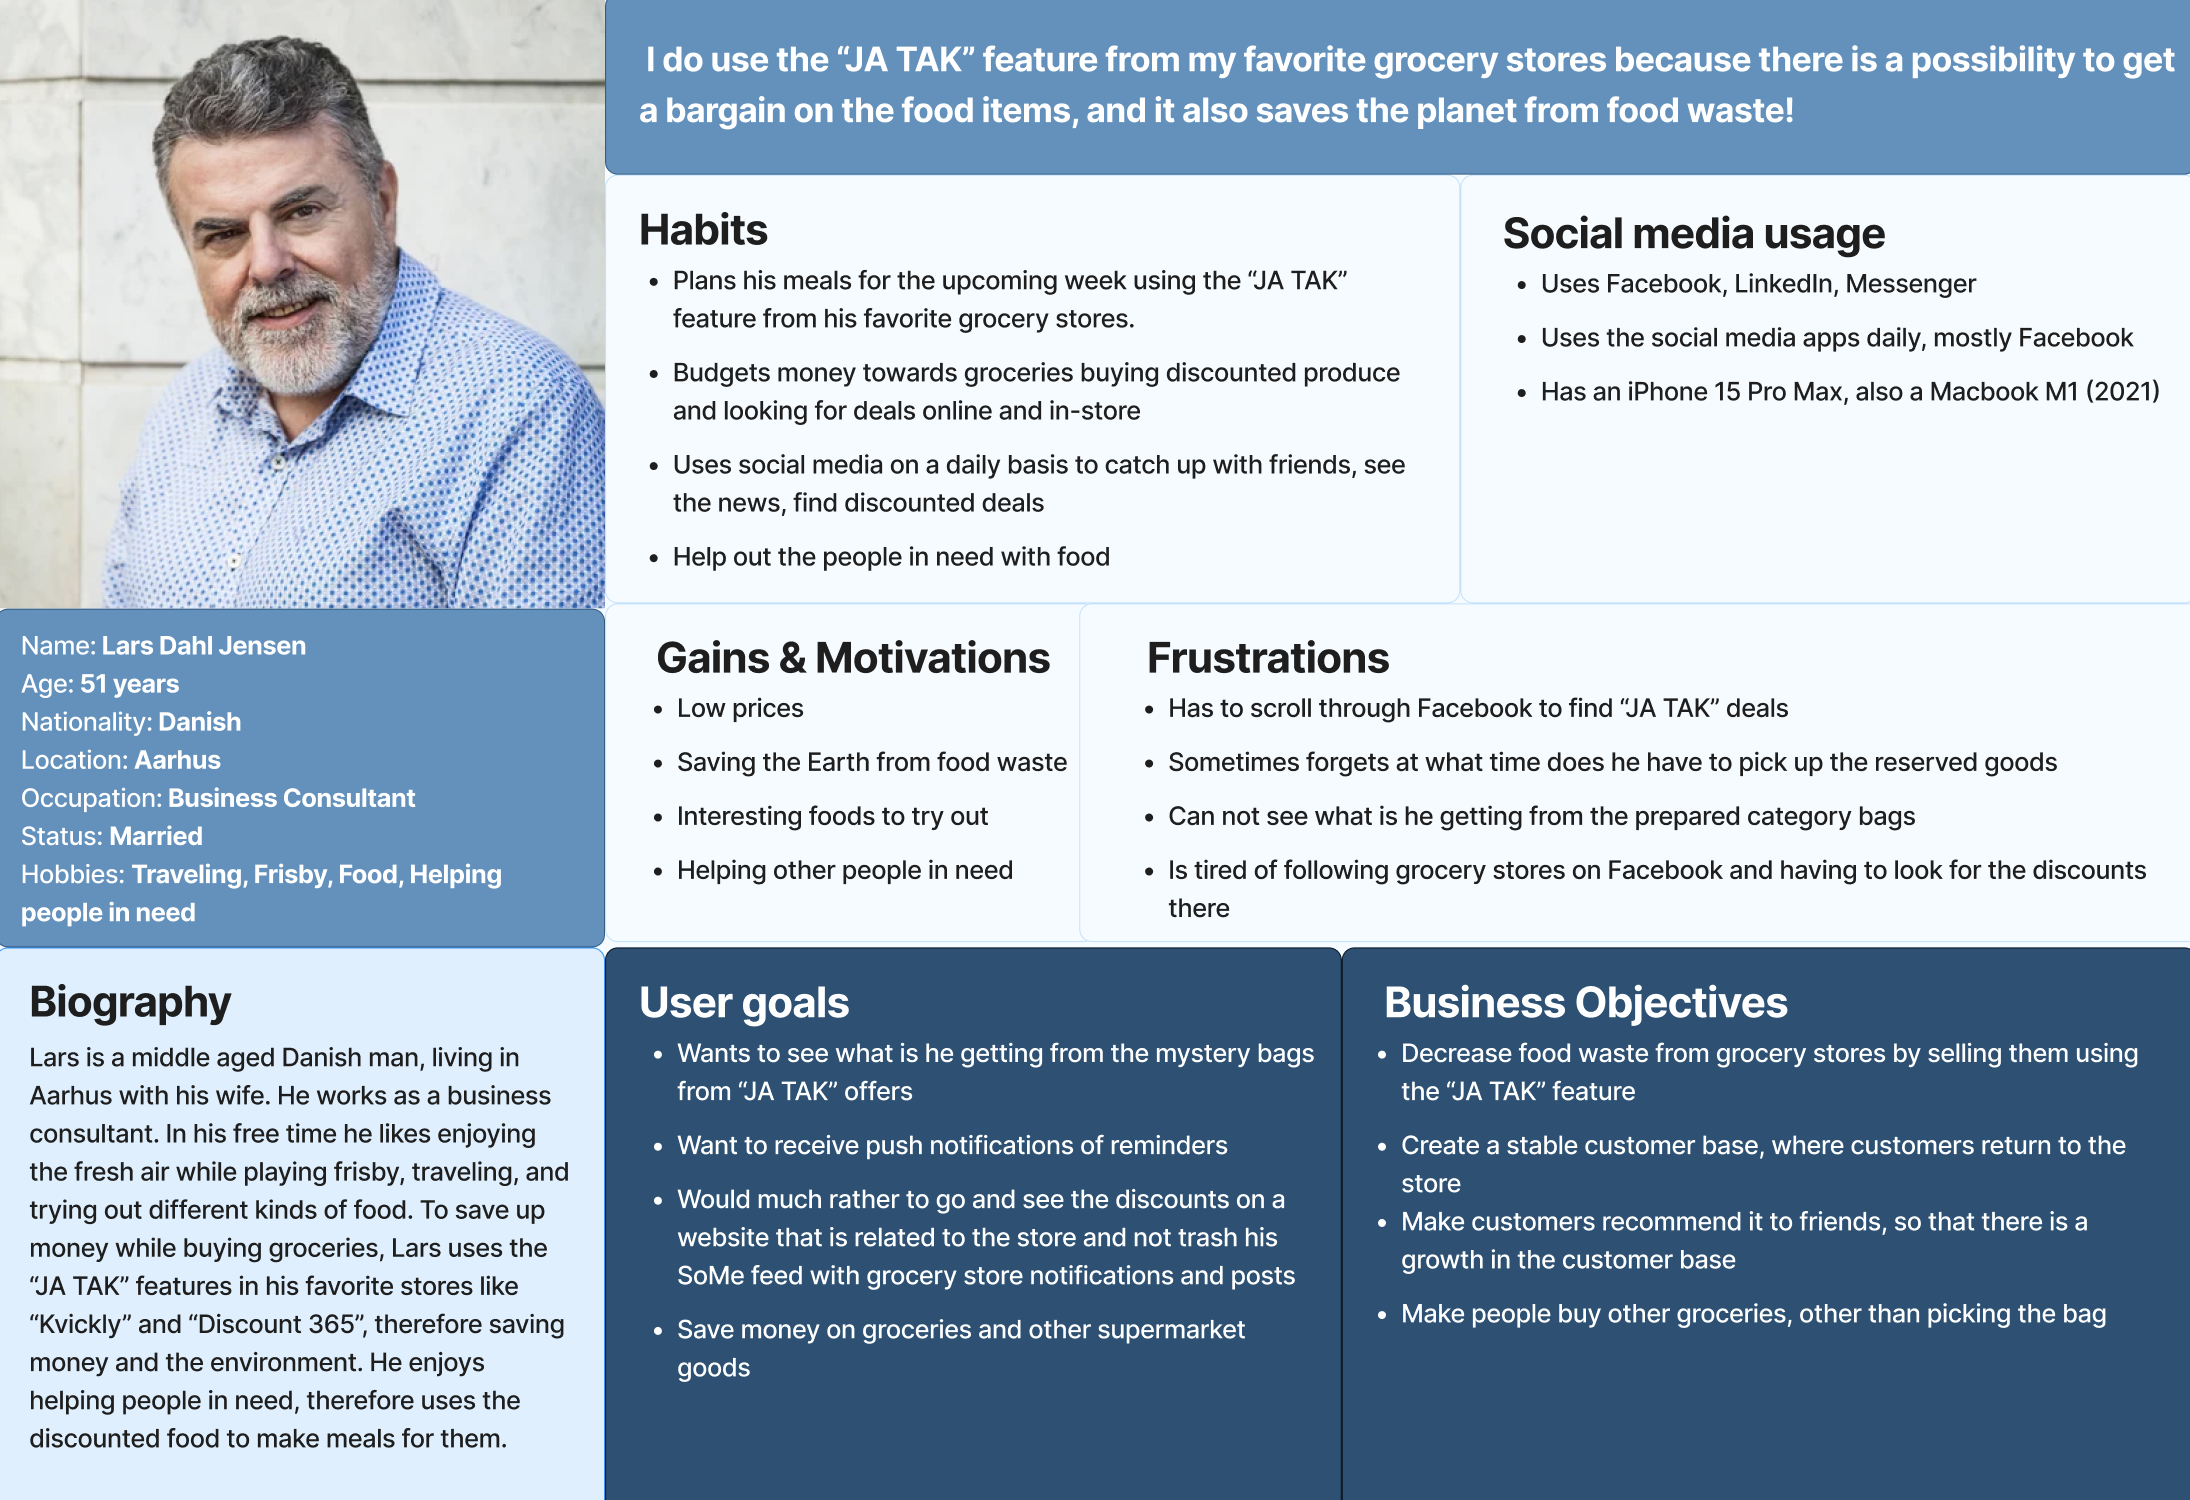 I do use the “JA TAK” feature from my favorite grocery stores because there is a possibility to get
a bargain on the food items, and it also saves the planet from food waste!
Habits
• Plans his meals for the upcoming week using the “JA TAK”
feature from his favorite grocery stores.
• Budgets money towards groceries buying discounted produce
and looking for deals online and in-store
• Uses social media on a daily basis to catch up with friends, see
the news, find discounted deals
• Help out the people in need with food
Social media usage
• Uses Facebook, LinkedIn, Messenger
• Uses the social media apps daily, mostly Facebook
• Has an iPhone 15 Pro Max, also a Macbook M1 (2021)
Name: Lars Dahl Jensen
Age: 51 years
Nationality: Danish
Location: Aarhus
Occupation: Business Consultant
Status: Married
Hobbies: Traveling, Frisby, Food, Helping
people in need
Gains & Motivations
• Low prices
• Saving the Earth from food waste
• Interesting foods to try out
• Helping other people in need
Frustrations
• Has to scroll through Facebook to find “JA TAK” deals
• Sometimes forgets at what time does he have to pick up the reserved goods
• Can not see what is he getting from the prepared category bags
• Is tired of following grocery stores on Facebook and having to look for the discounts
there
Biography
Lars is a middle aged Danish man, living in
Aarhus with his wife. He works as a business
consultant. In his free time he likes enjoying
the fresh air while playing frisby, traveling, and
trying out different kinds of food. To save up
money while buying groceries, Lars uses the
“JA TAK” features in his favorite stores like
“Kvickly” and “Discount 365”, therefore saving
money and the environment. He enjoys
helping people in need, therefore uses the
discounted food to make meals for them.
User goals
• Wants to see what is he getting from the mystery bags
from “JA TAK” offers
• Want to receive push notifications of reminders
• Would much rather to go and see the discounts on a
website that is related to the store and not trash his
SoMe feed with grocery store notifications and posts
• Save money on groceries and other supermarket
goods
Business Objectives
• Decrease food waste from grocery stores by selling them using
the “JA TAK” feature
• Create a stable customer base, where customers return to the
store
• Make customers recommend it to friends, so that there is a
growth in the customer base
• Make people buy other groceries, other than picking the bag